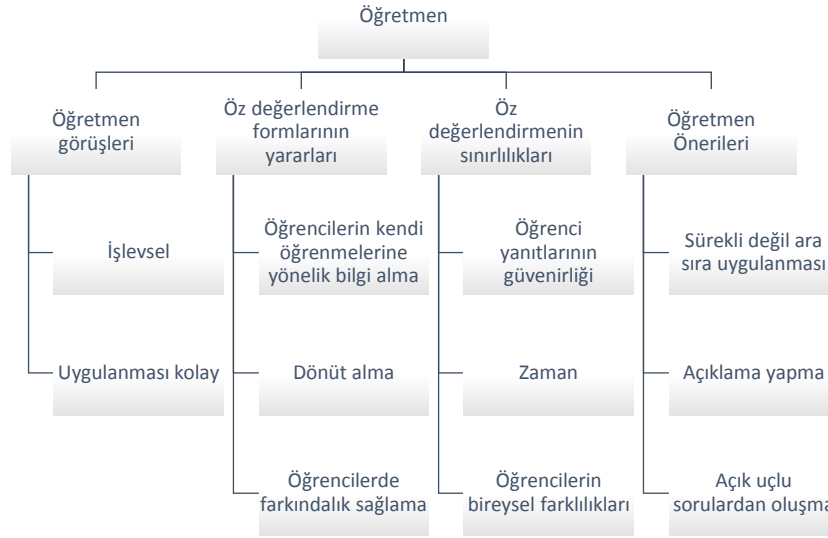 Öğretmen
Öğretmen
görüşleri
İşlevsel
Uygulanması kolay
Öz değerlendirme
formlarının
yararları
Öğrencilerin kendi
öğrenmelerine
yönelik bilgi alma
Dönüt alma
Öğrencilerde
farkındalık sağlama
Öz
değerlendirmenin
sınırlılıkları
Öğrenci
yanıtlarının
güvenirliği
Zaman
Öğrencilerin
bireysel farklılıkları
Öğretmen
Önerileri
Sürekli değil ara
sıra uygulanması
Açıklama yapma
Açık uçlu
sorulardan oluşma